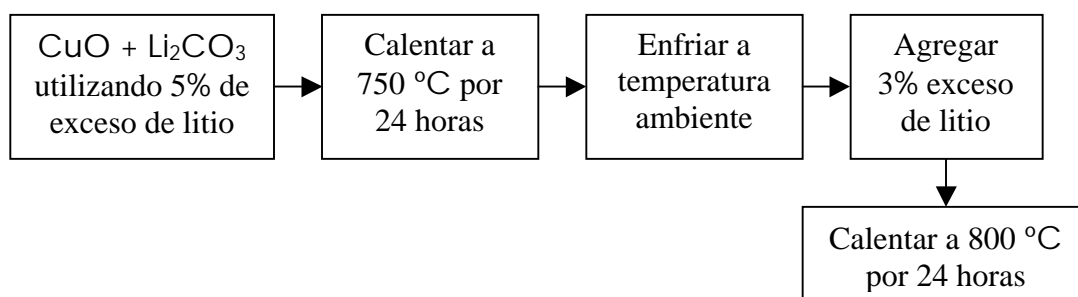 CuO + Li₂CO₃
utilizando 5% de
exceso de litio
Calentar a
750 ºC por
24 horas
Enfriar a
temperatura
ambiente
Agregar
3% exceso
de litio
Calentar a 800 ºC
por 24 horas